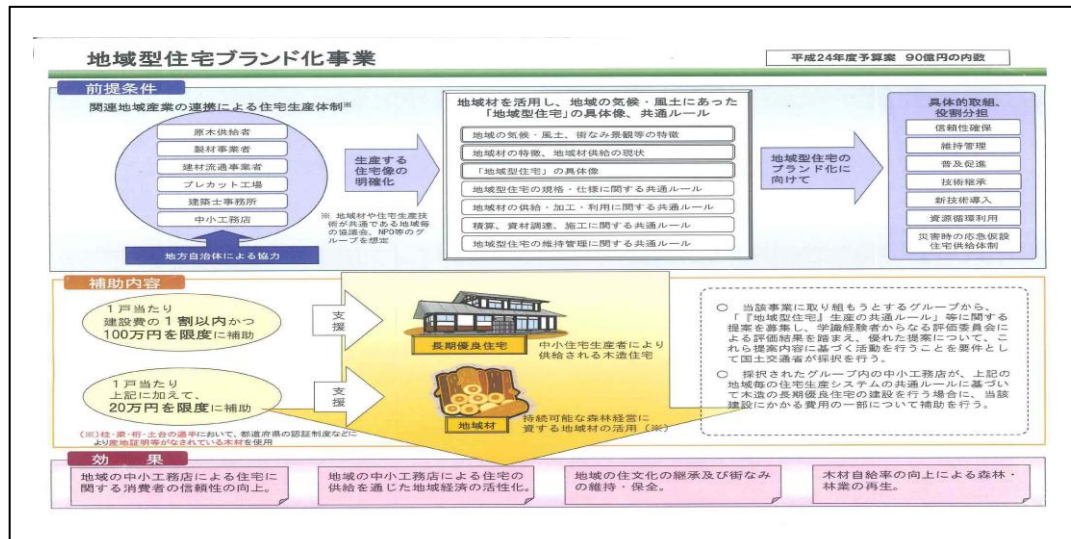 地域型住宅ブランド化事業
平成24年度予算案 90億円の内数
前提条件
関連地域産業の連携による住宅生産体制※
原木供給者
製材事業者
建材流通事業者
プレカット工場
建築士事務所
中小工務店
地方自治体による協力
生産する
住宅像の
明確化
※ 地域材や住宅生産技
術が共通である地域毎
の協議会、NPO等のグ
ループを想定
地域材を活用し、地域の気候・風土にあった
「地域型住宅」の具体像、共通ルール
地域の気候・風土、街なみ景観等の特徴
地域材の特徴、地域材供給の現状
「地域型住宅」の具体像
地域型住宅の規格・仕様に関する共通ルール
地域材の供給・加工・利用に関する共通ルール
積算、資材調達、施工に関する共通ルール
地域型住宅の維持管理に関する共通ルール
地域型住宅の
ブランド化に
向けて
具体的取組、
役割分担
信頼性確保
維持管理
普及促進
技術継承
新技術導入
資源循環利用
災害時の応急仮設
住宅供給体制
補助内容
1戸当たり
建設費の1割以内かつ
100万円を限度に補助
支援
長期優良住宅
中小住宅生産者により
供給される木造住宅
1戸当たり
上記に加えて、
20万円を限度に補助
支援
地域材
持続可能な森林経営に
資する地域材の活用(※)
(※)柱・梁・桁・土台の過半において、都道府県の認証制度などに
より産地証明等がなされている木材を使用
○ 当該事業に取り組もうとするグループから、
「『地域型住宅』生産の共通ルール」等に関する
提案を募集し、学識経験者からなる評価委員会に
よる評価結果を踏まえ、優れた提案について、こ
れら提案内容に基づく活動を行うことを要件とし
て国土交通省が採択を行う。
○ 採択されたグループ内の中小工務店が、上記の
地域毎の住宅生産システムの共通ルールに基づい
て木造の長期優良住宅の建設を行う場合に、当該
建設にかかる費用の一部について補助を行う。
効 果
地域の中小工務店による住宅に
関する消費者の信頼性の向上。
地域の中小工務店による住宅の
供給を通じた地域経済の活性化。
地域の住文化の継承及び街なみ
の維持・保全。
木材自給率の向上による森林・
林業の再生。